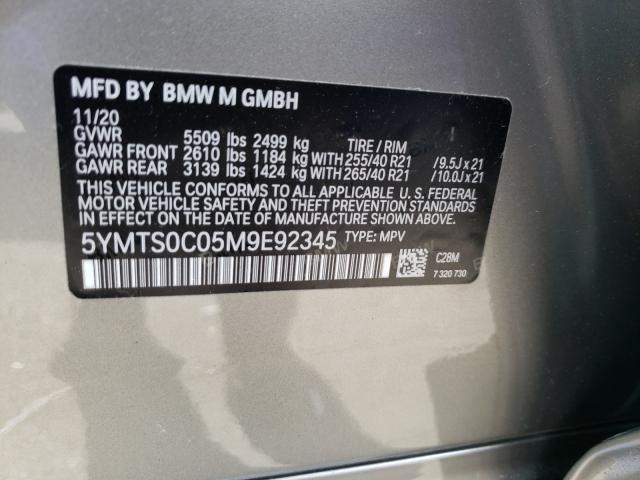 MFD BY BMW M GMBH
11/20
GVWR 5509 lbs 2499 kg TIRE / RIM
GAWR FRONT 2610 lbs 1184 kg WITH 255/40 R21 / 9.5J x 21
GAWR REAR 3139 lbs 1424 kg WITH 265/40 R21 / 10.0J x 21
THIS VEHICLE CONFORMS TO ALL APPLICABLE U. S. FEDERAL
MOTOR VEHICLE, SAFETY AND THEFT PREVENTION STANDARDS
IN EFFECT ON THE DATE OF MANUFACTURE SHOWN ABOVE.
5YMTS0C05M9E92345 TYPE: MPV
C28M
7 320 730